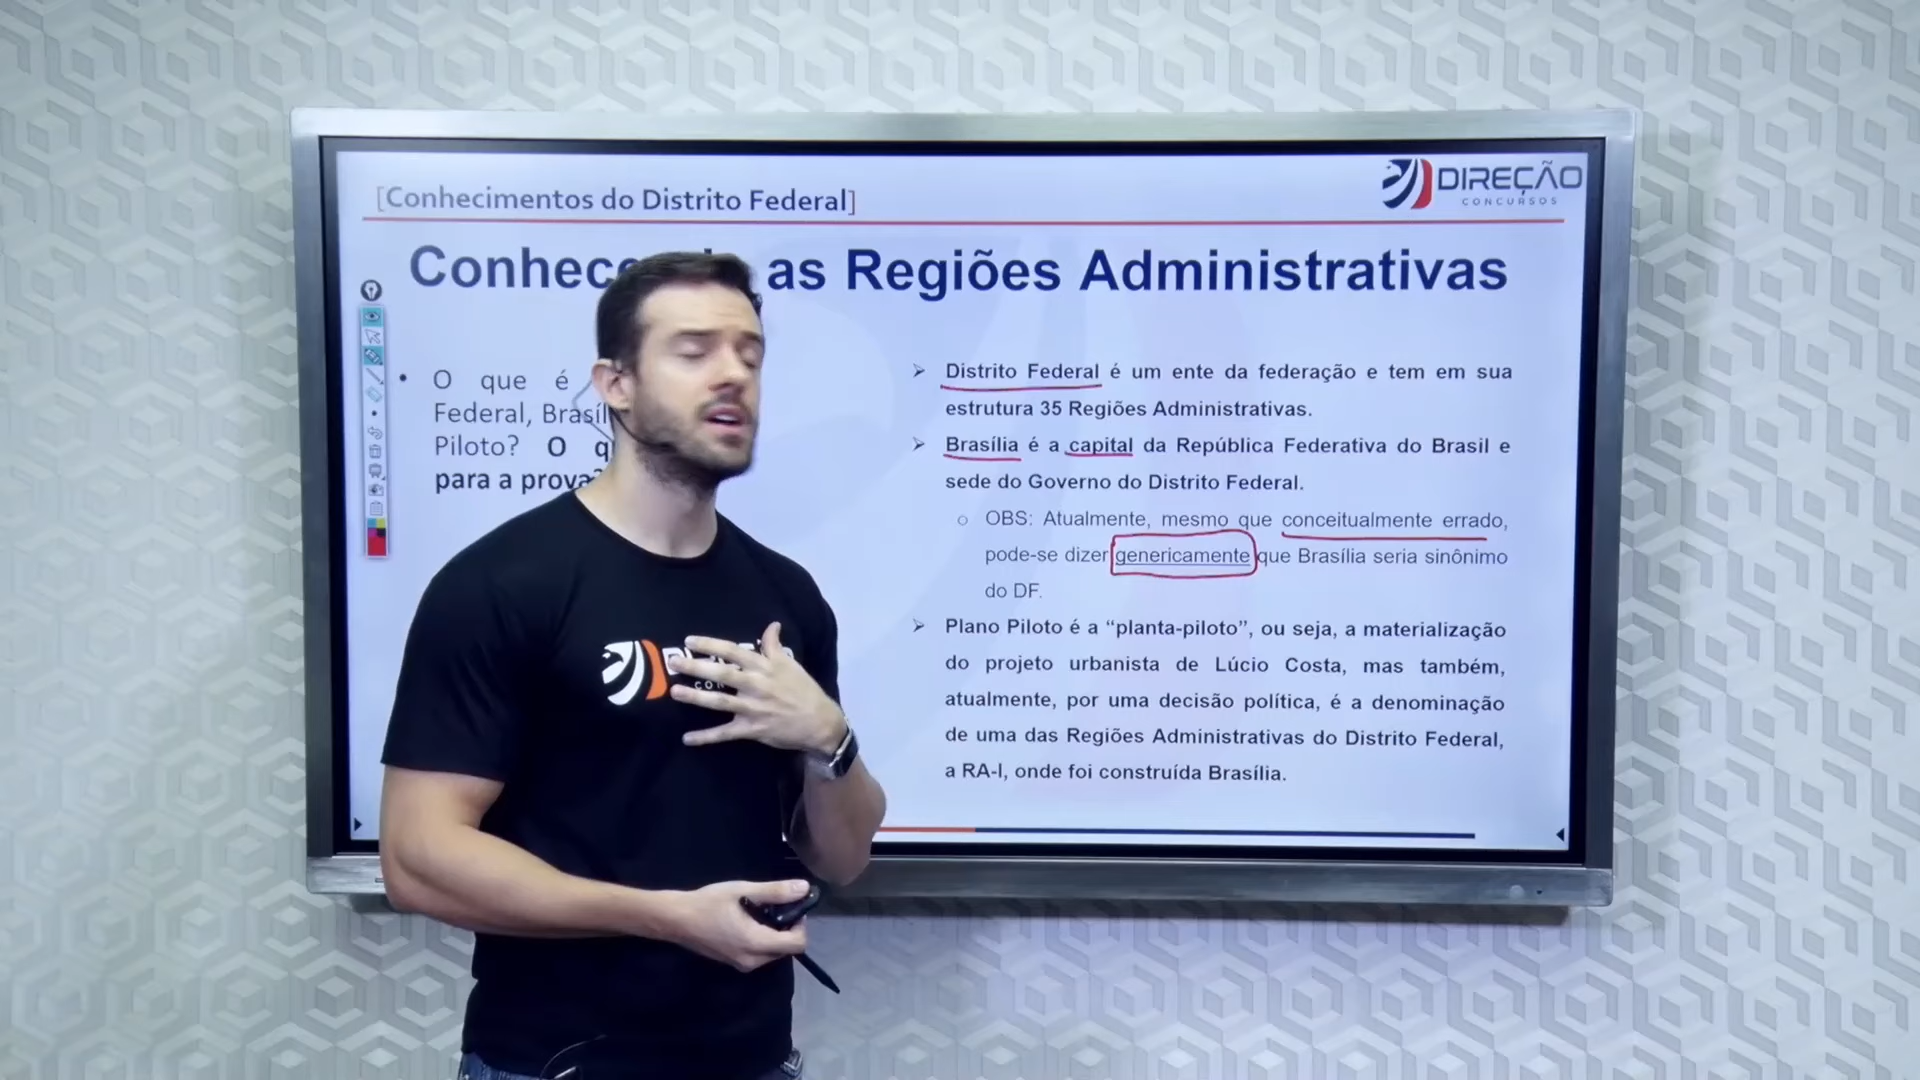 [Conhecimentos do Distrito Federal]
DIREÇÃO
CONCURSOS
as Regiões Administrativas
• O que é
Federal,
Piloto? O
para a prova
➢ Distrito Federal é um ente da federação e tem em sua
estrutura 35 Regiões Administrativas.
➢ Brasília é a capital da República Federativa do Brasil e
sede do Governo do Distrito Federal.
○ OBS: Atualmente, mesmo que conceitualmente errado,
pode-se dizer genericamente que Brasília seria sinônimo
do DF.
➢ Plano Piloto é a “planta-piloto”, ou seja, a materialização
do projeto urbanista de Lúcio Costa, mas também,
atualmente, por uma decisão política, é a denominação
de uma das Regiões Administrativas do Distrito Federal,
a RA-I, onde foi construída Brasília.